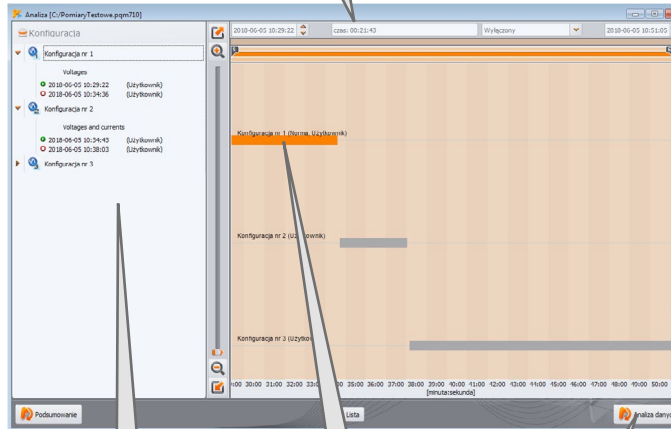 Analiza [C:/PomiaryTestowe.pqm710]
Konfiguracja
2018-06-05 10:29:22
czas: 00:21:43
Wyłączony
2018-06-05 10:51:05
Konfiguracja nr 1
Voltages
2018-06-05 10:29:22 (Użytkownik)
2018-06-05 10:34:36 (Użytkownik)
Konfiguracja nr 2
Voltages and currents
2018-06-05 10:34:43 (Użytkownik)
2018-06-05 10:38:03 (Użytkownik)
Konfiguracja nr 3
Konfiguracja nr 1 (Norma, Użytkownik)
Konfiguracja nr 2
Konfiguracja nr 3
30:00 31:00 32:00 33:00 35:00 36:00 37:00 38:00 39:00 40:00 41:00 42:00 43:00 44:00 45:00 46:00 47:00 48:00 49:00 50:00
[minuta:sekunda]
Podsumowanie
Lista
Analiza danyc